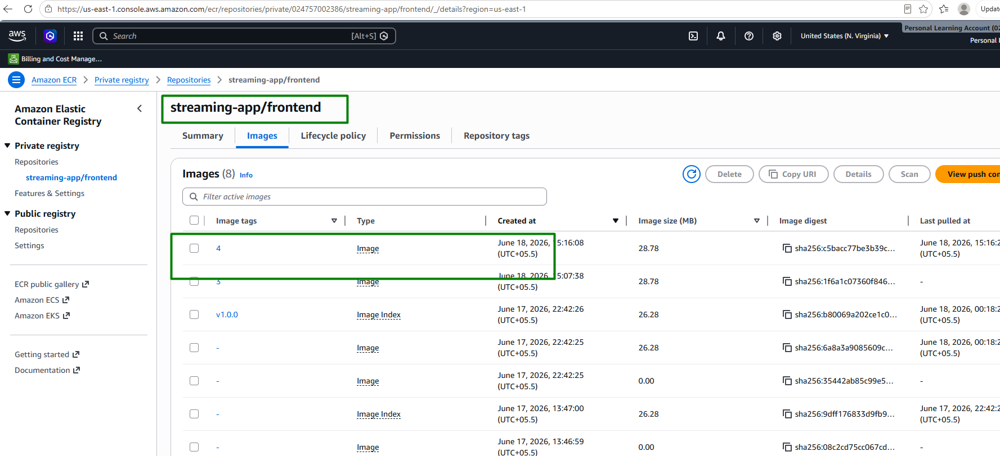 https://us-east-1.console.aws.amazon.com/ecr/repositories/private/024757002386/streaming-app/frontend/_/details?region=us-east-1
Update
aws
Search
[Alt+S]
United States (N. Virginia)
Personal Learning Account (02
Personal
Billing and Cost Manage...
Amazon ECR
Private registry
Repositories
streaming-app/frontend
Amazon Elastic
Container Registry
Private registry
Repositories
streaming-app/frontend
Features & Settings
Public registry
Repositories
Settings
ECR public gallery
Amazon ECS
Amazon EKS
Getting started
Documentation
streaming-app/frontend
Summary
Images
Lifecycle policy
Permissions
Repository tags
Images (8) Info
Delete
Copy URI
Details
Scan
View push con
Filter active images
Image tags Type Created at Image size (MB) Image digest Last pulled at
4 Image June 18, 2026, 15:16:08 (UTC+05.5) 28.78 sha256:c5bacc77be3b39c... June 18, 2026, 15:16:2 (UTC+05.5)
3 Image June 18, 2026, 15:07:38 (UTC+05.5) 28.78 sha256:1f6a1c07360f846... -
v1.0.0 Image Index June 17, 2026, 22:42:26 (UTC+05.5) 26.28 sha256:b80069a202ce1c0... June 18, 2026, 00:18:2 (UTC+05.5)
- Image June 17, 2026, 22:42:25 (UTC+05.5) 26.28 sha256:6a8a3a9085609c... June 18, 2026, 00:18:2 (UTC+05.5)
- Image June 17, 2026, 22:42:25 (UTC+05.5) 0.00 sha256:35442ab85c99e5... -
- Image Index June 17, 2026, 13:47:00 (UTC+05.5) 26.28 sha256:9dff176833d9fb9... June 17, 2026, 22:42:2 (UTC+05.5)
- Image June 17, 2026, 13:46:59 (UTC+05.5) 0.00 sha256:08c2cd75cc067cd... -